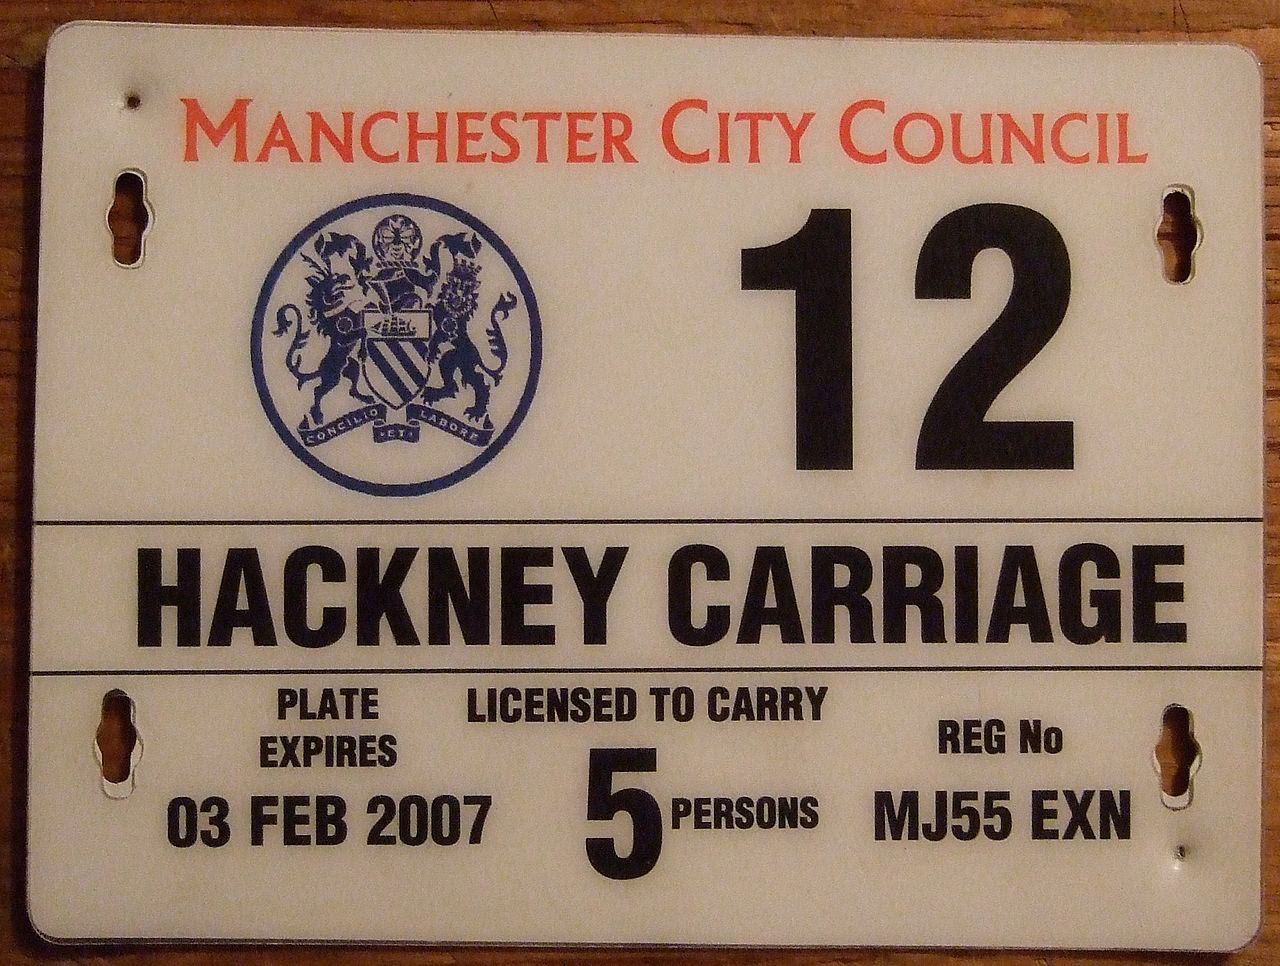 MANCHESTER CITY COUNCIL
12
CONCILIO ET LABORE
HACKNEY CARRIAGE
PLATE
EXPIRES
03 FEB 2007
LICENSED TO CARRY
5 PERSONS
REG No
MJ55 EXN